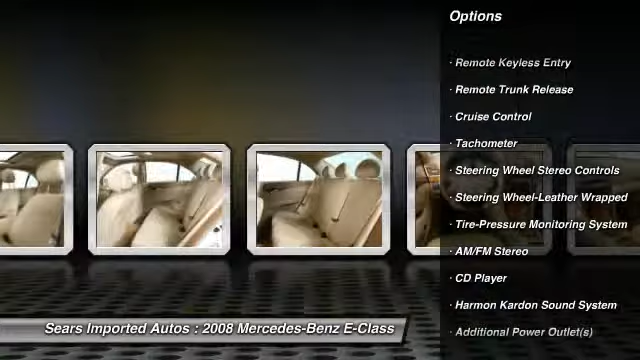 Options
· Remote Keyless Entry
· Remote Trunk Release
· Cruise Control
· Tachometer
· Steering Wheel Stereo Controls
· Steering Wheel-Leather Wrapped
· Tire-Pressure Monitoring System
· AM/FM Stereo
· CD Player
· Harmon Kardon Sound System
· Additional Power Outlet(s)
Sears Imported Autos : 2008 Mercedes-Benz E-Class